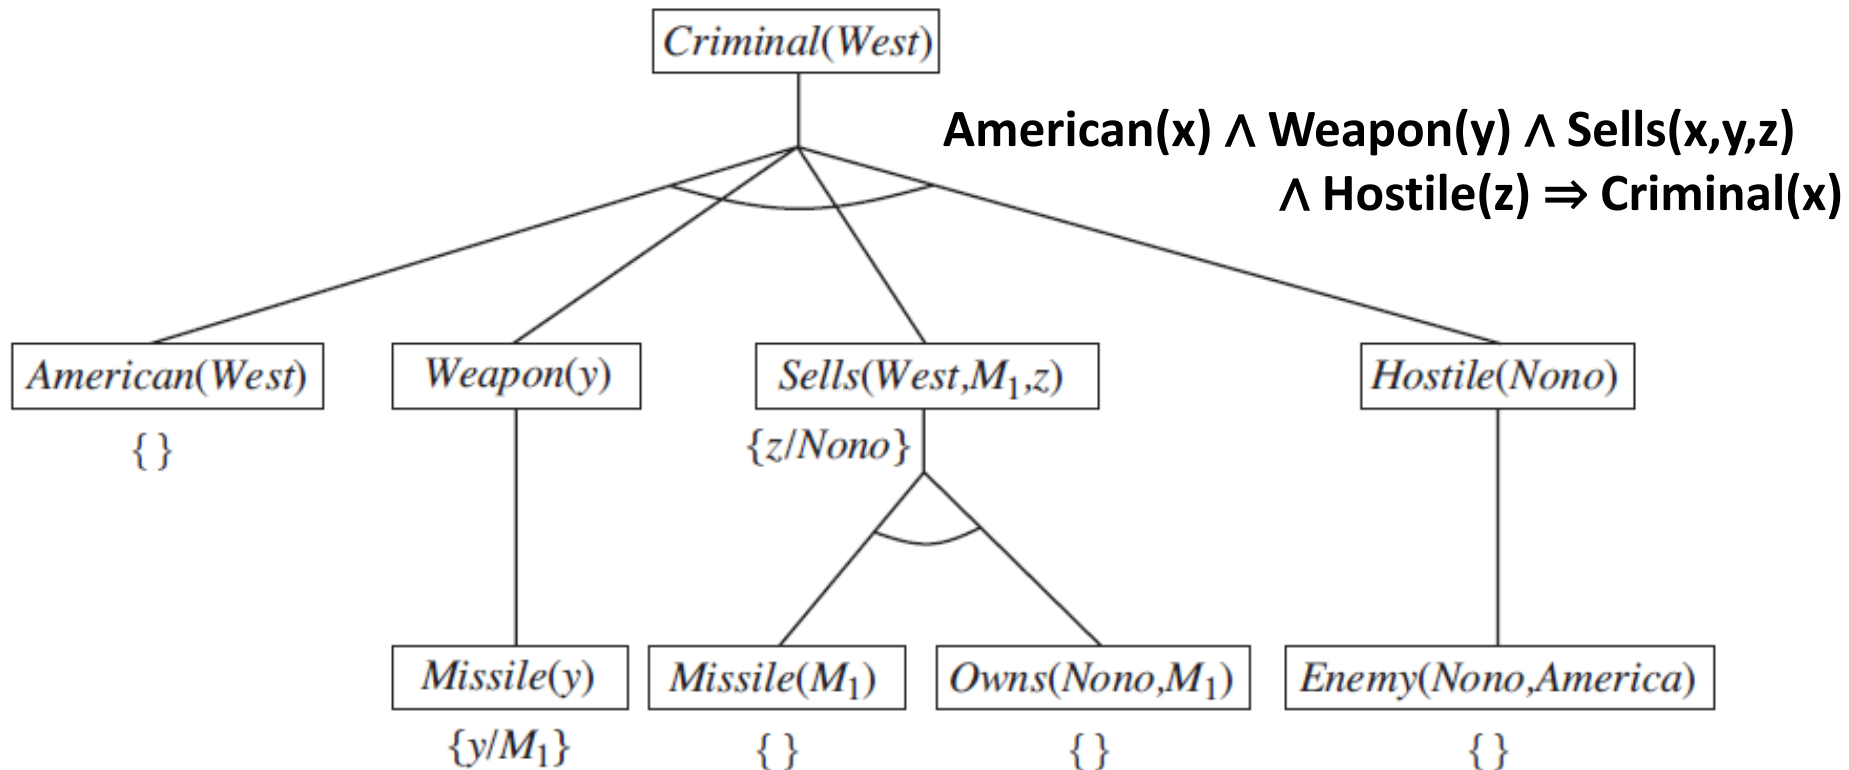 Criminal(West)
American(x) ∧ Weapon(y) ∧ Sells(x,y,z)
∧ Hostile(z) ⇒ Criminal(x)
American(West)
Weapon(y)
Sells(West,M₁,z)
Hostile(Nono)
{ }
{z/Nono}
Missile(y)
Missile(M₁)
Owns(Nono,M₁)
Enemy(Nono,America)
{y/M₁}
{ }
{ }
{ }